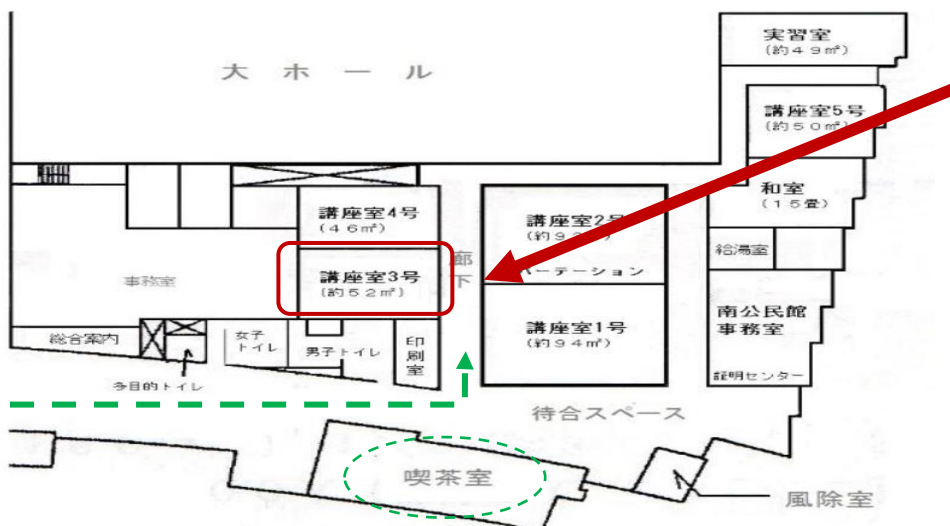 実習室
(約49㎡)
大ホール
講座室5号
(約50㎡)
和室
(15畳)
講座室4号
(46㎡)
講座室2号
(約9
廊下
給湯室
講座室3号
(約52㎡)
事務室
パーテーション
南公民館
事務室
講座室1号
(約94㎡)
総合案内
女子
トイレ
男子トイレ
印刷室
証明センター
多目的トイレ
待合スペース
喫茶室
風除室